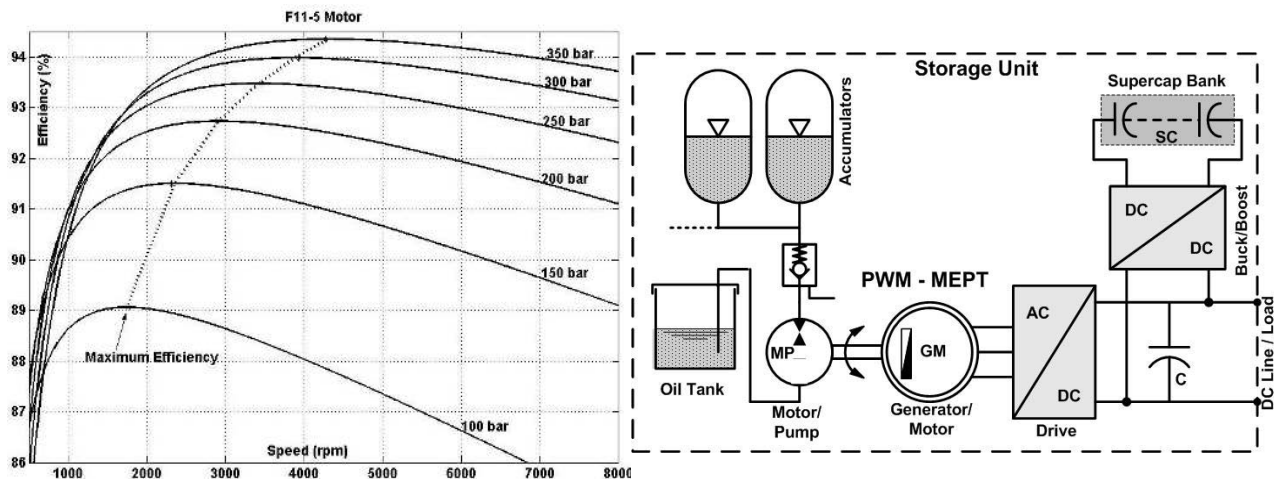 F11-5 Motor
94
93
92
91
90
89
88
87
86
Efficiency (%)
350 bar
300 bar
250 bar
200 bar
150 bar
100 bar
Maximum Efficiency
Speed (rpm)
1000 2000 3000 4000 5000 6000 7000 8000
Storage Unit
Supercap Bank
SC
Accumulators
DC
DC
Buck/Boost
PWM - MEPT
MP
GM
AC
DC
C
DC Line / Load
Oil Tank
Motor/
Pump
Generator/
Motor
Drive